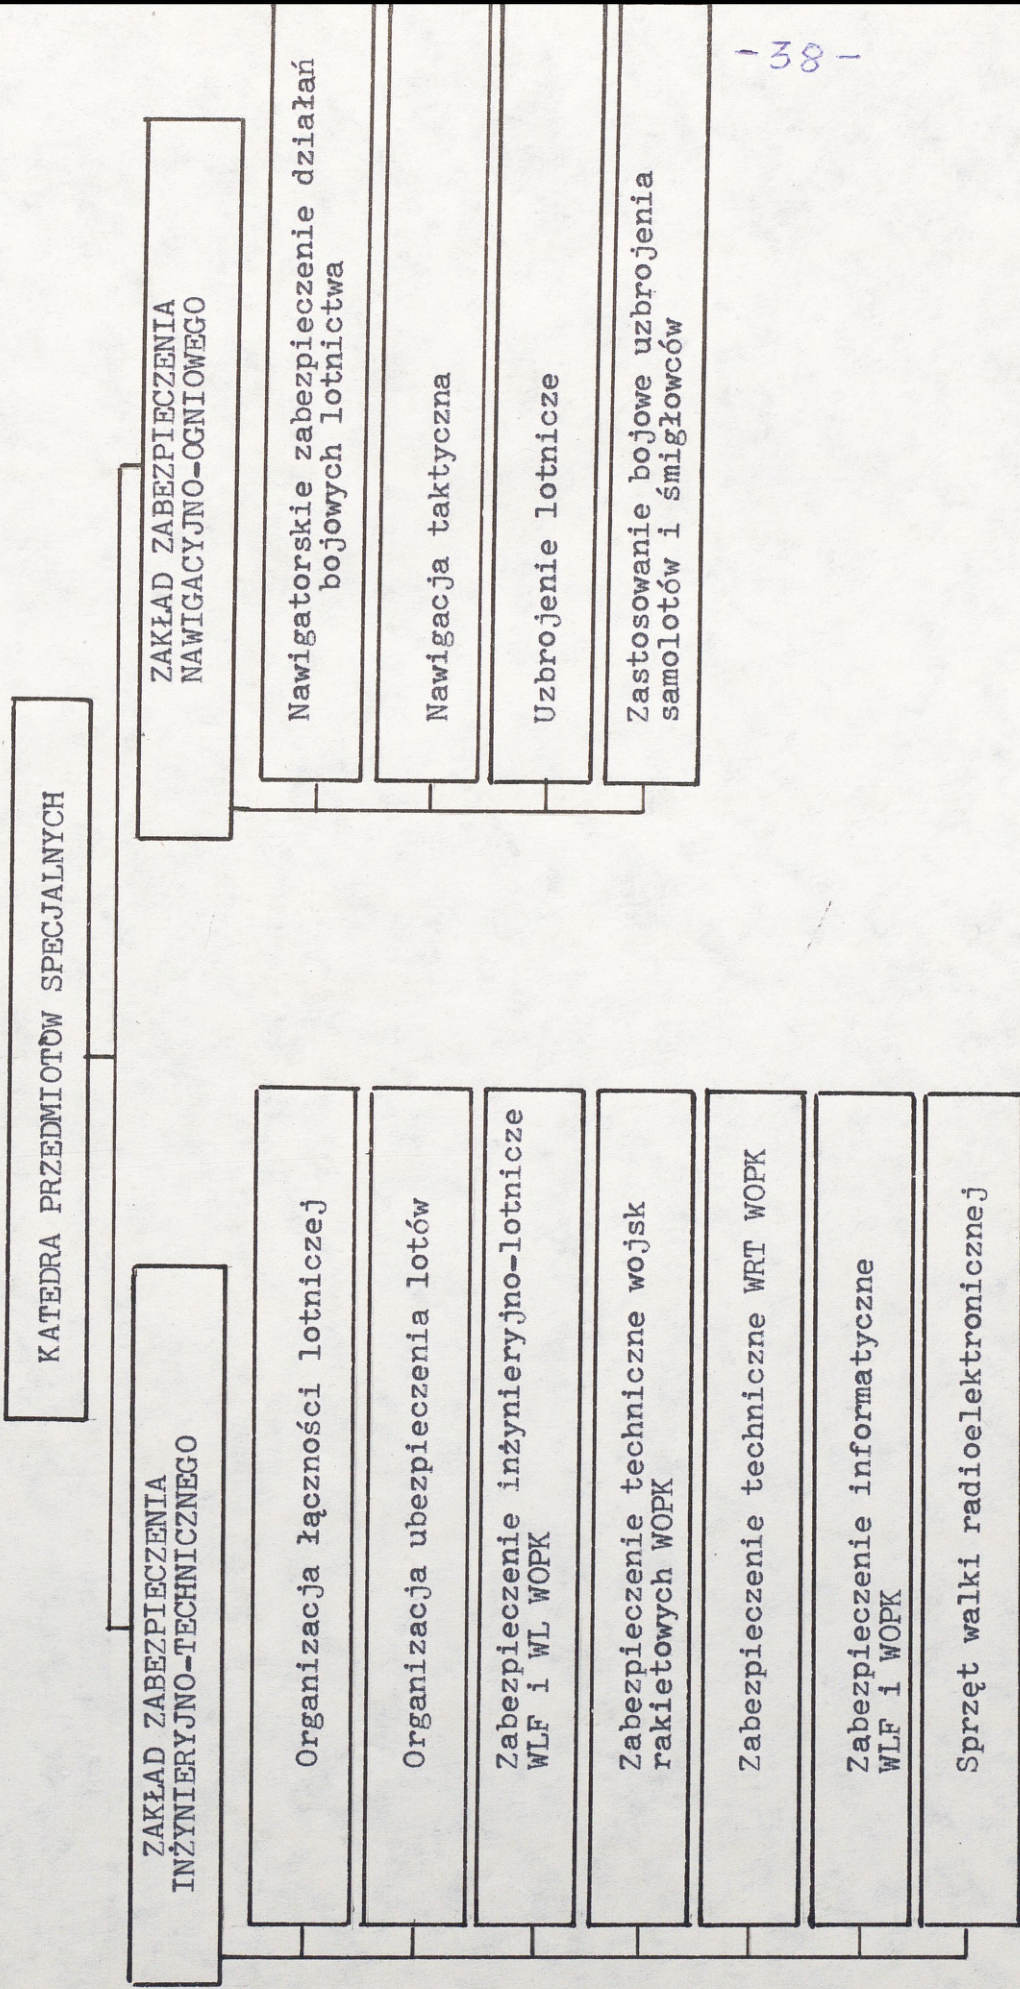 -38-
KATEDRA PRZEDMIOTÓW SPECJALNYCH
ZAKŁAD ZABEZPIECZENIA
INŻYNIERYJNO-TECHNICZNEGO
Organizacja łączności lotniczej
Organizacja ubezpieczenia lotów
Zabezpieczenie inżynieryjno-lotnicze
WLF i WL WOPK
Zabezpieczenie techniczne wojsk
rakietowych WOPK
Zabezpieczenie techniczne WRT WOPK
Zabezpieczenie informatyczne
WLF i WOPK
Sprzęt walki radioelektronicznej
ZAKŁAD ZABEZPIECZENIA
NAWIGACYJNO-OGNIOWEGO
Nawigatorskie zabezpieczenie działań
bojowych lotnictwa
Nawigacja taktyczna
Uzbrojenie lotnicze
Zastosowanie bojowe uzbrojenia
samolotów i śmigłowców